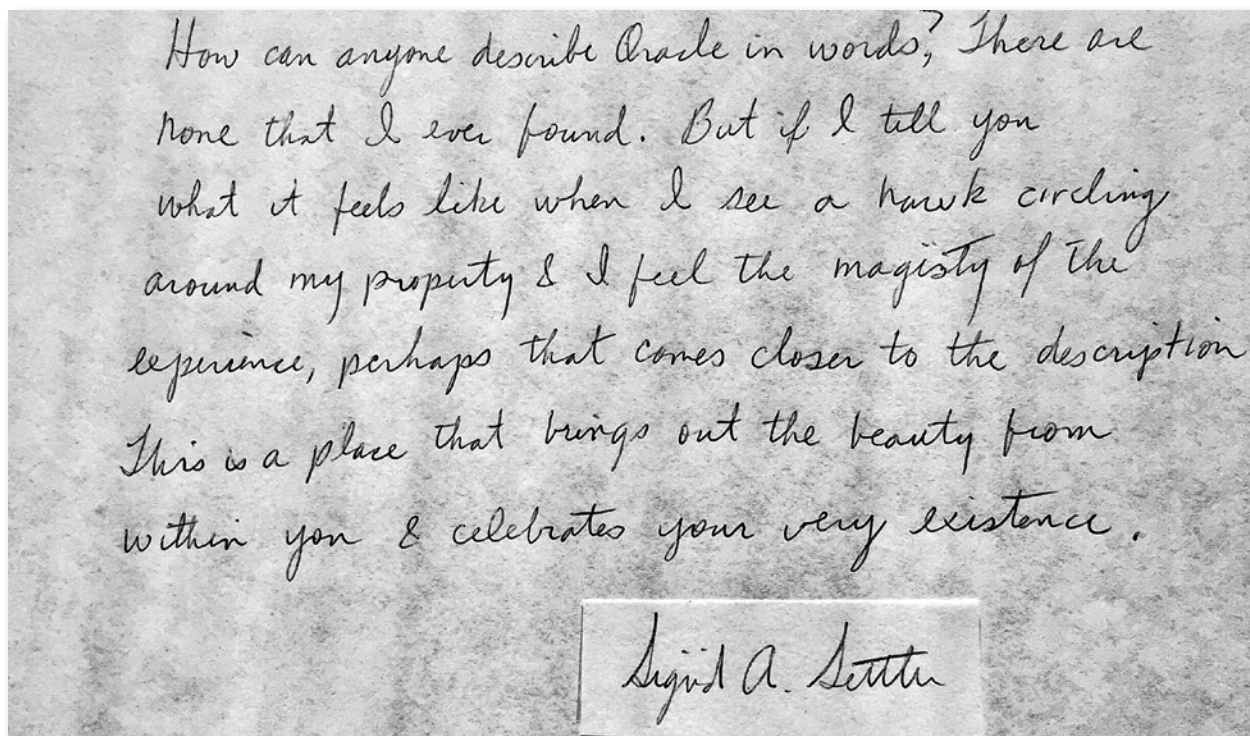 How can anyone describe Oracle in words? There are
none that I ever found. But if I tell you
what it feels like when I see a hawk circling
around my property & I feel the magisty of the
experience, perhaps that comes closer to the description
This is a place that brings out the beauty from
within you & celebrates your very existence.
Sigrid A.